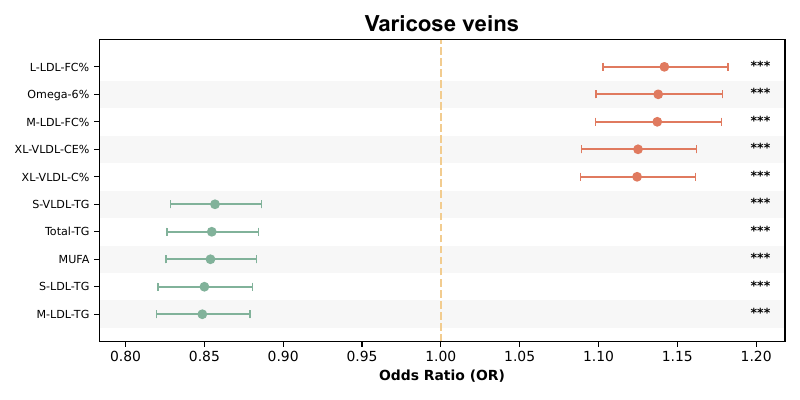 Varicose veins
L-LDL-FC% ***
Omega-6% ***
M-LDL-FC% ***
XL-VLDL-CE% ***
XL-VLDL-C% ***
S-VLDL-TG ***
Total-TG ***
MUFA ***
S-LDL-TG ***
M-LDL-TG ***
0.80 0.85 0.90 0.95 1.00 1.05 1.10 1.15 1.20
Odds Ratio (OR)